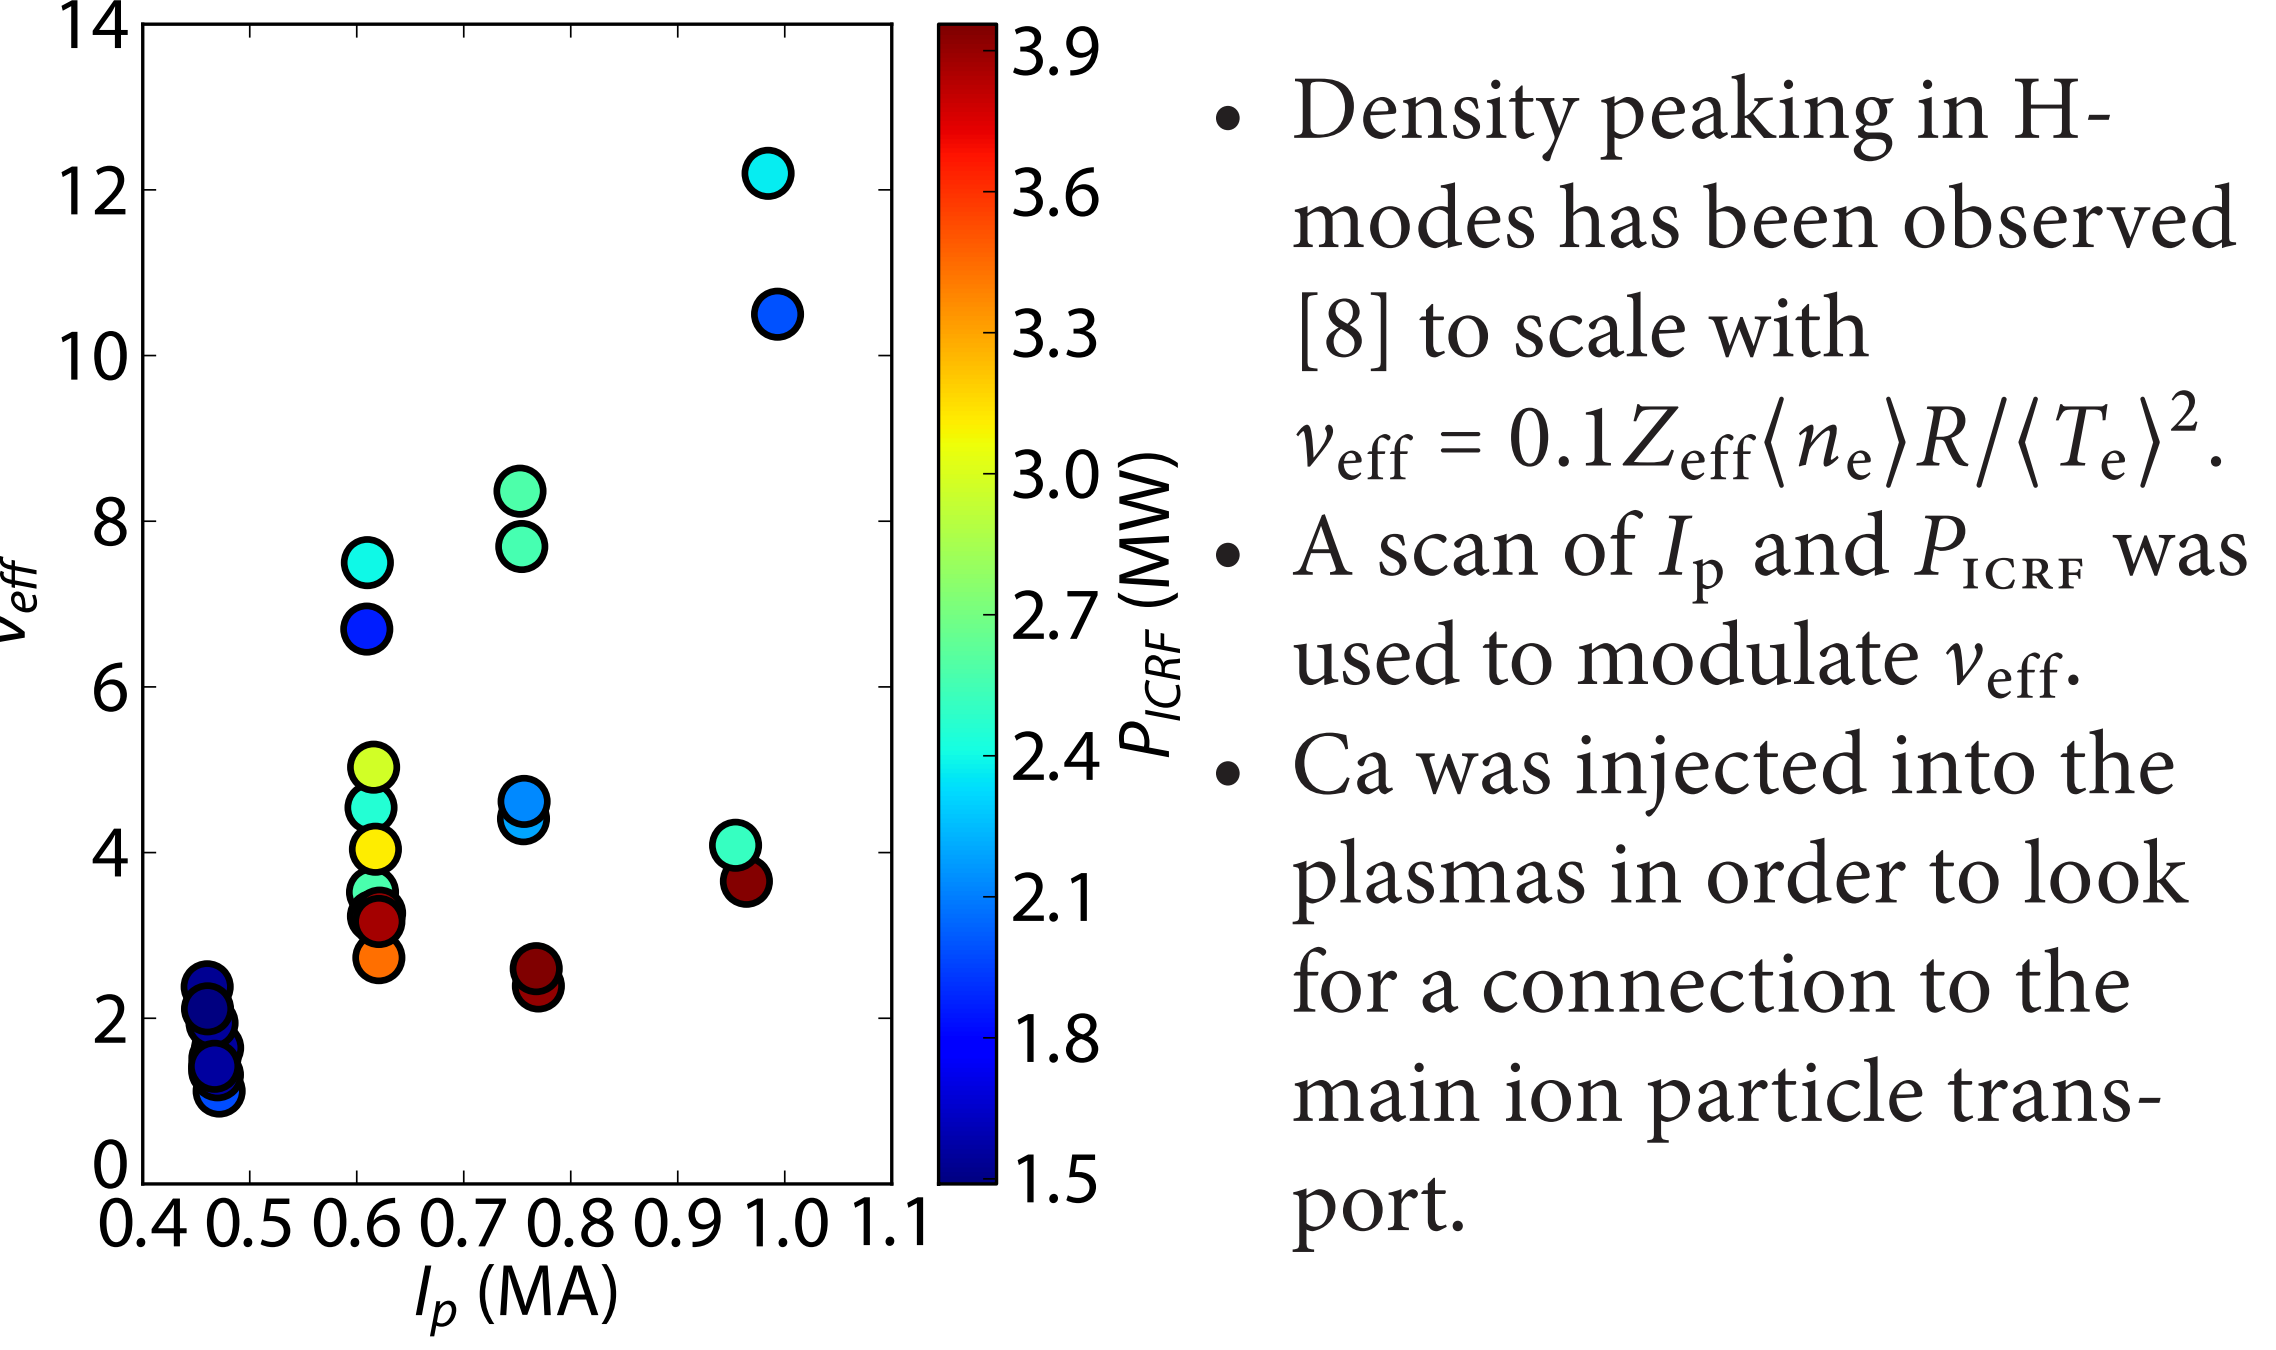 14
12
10
8
6
4
2
0
ν_eff
0.4 0.5 0.6 0.7 0.8 0.9 1.0 1.1
I_p (MA)
3.9
3.6
3.3
3.0
2.7
2.4
2.1
1.8
1.5
P_ICRF (MW)
• Density peaking in H-
modes has been observed
[8] to scale with
ν_eff = 0.1Z_eff⟨n_e⟩R/⟨T_e⟩².
• A scan of I_p and P_ICRF was
used to modulate ν_eff.
• Ca was injected into the
plasmas in order to look
for a connection to the
main ion particle trans-
port.